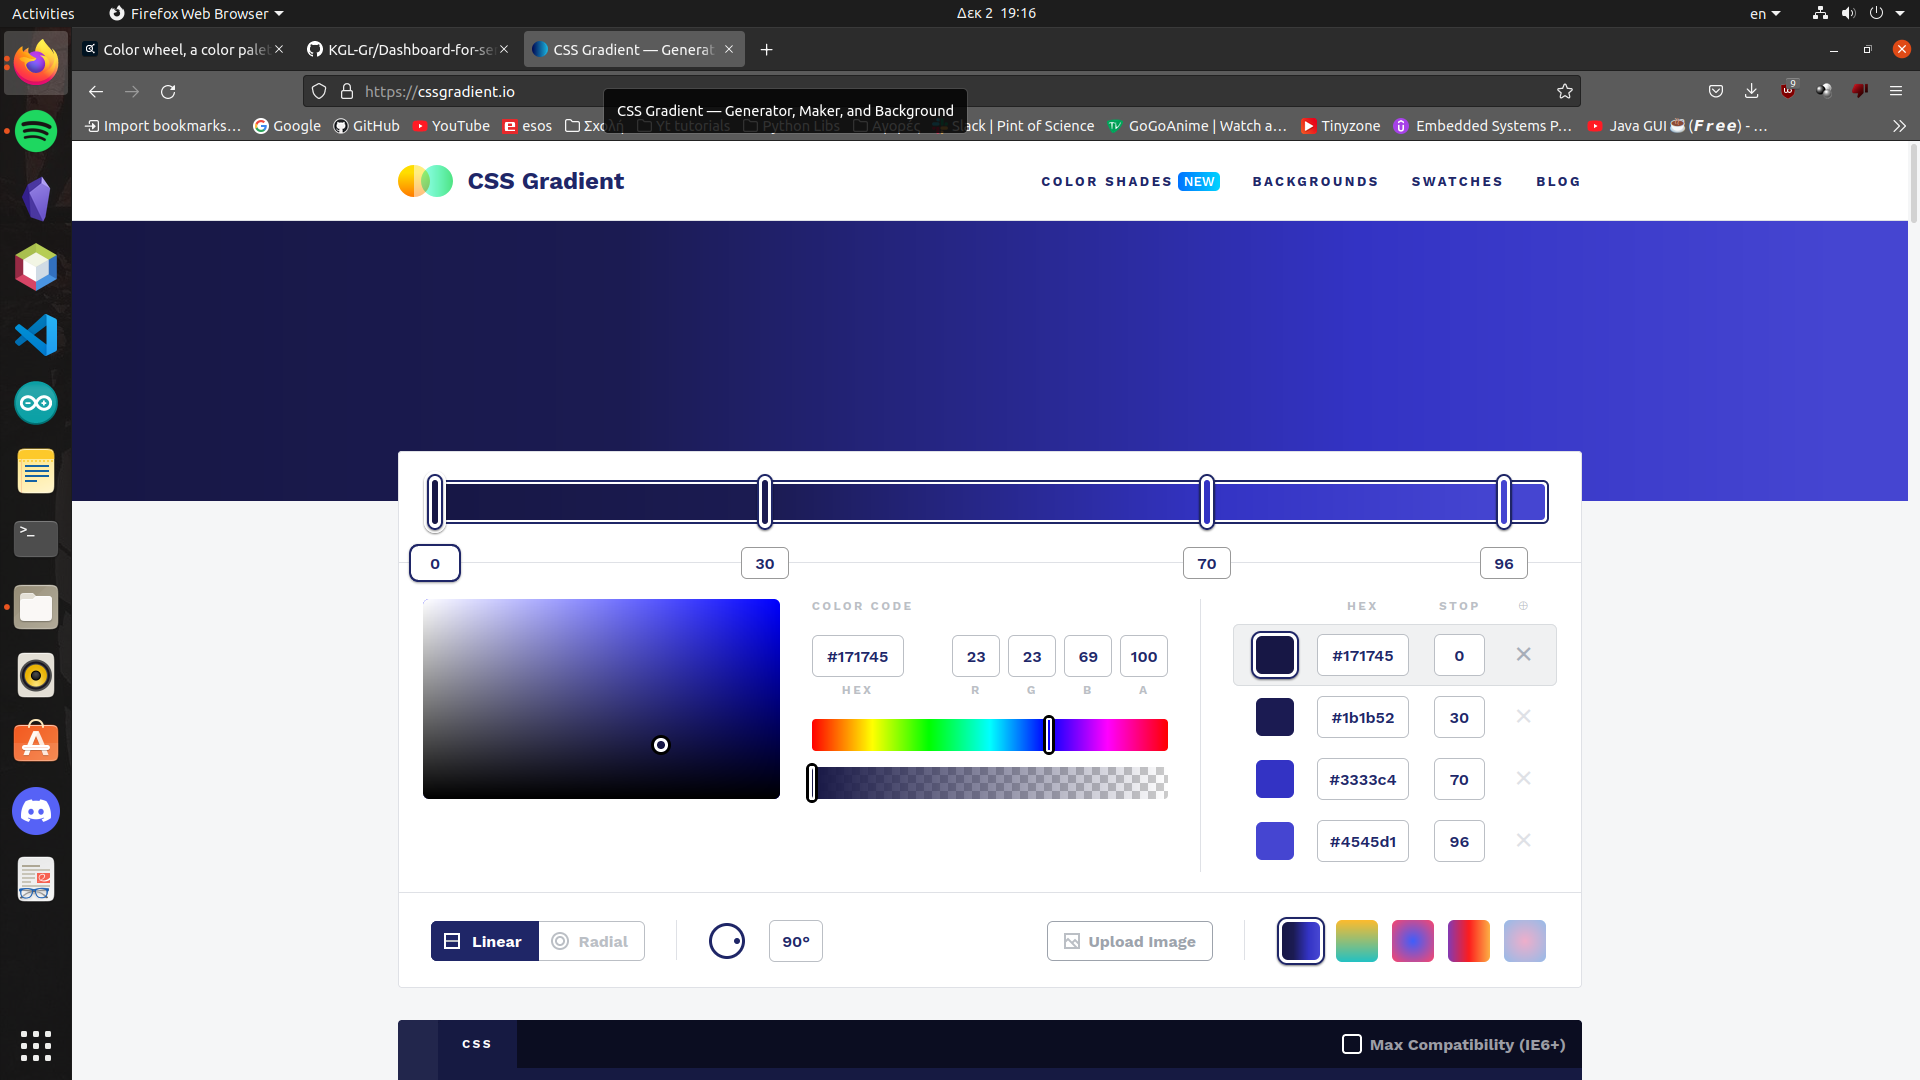 Activities Firefox Web Browser Δεκ 2 19:16 en
Color wheel, a color palet KGL-Gr/Dashboard-for-se CSS Gradient — Generat
https://cssgradient.io
CSS Gradient — Generator, Maker, and Background
Import bookmarks… Google GitHub YouTube esos Σχολή Yt tutorials Python Libs Αγορες Slack | Pint of Science GoGoAnime | Watch a… Tinyzone Embedded Systems P… Java GUI☕(Free) - …
CSS Gradient
COLOR SHADES NEW BACKGROUNDS SWATCHES BLOG
0 30 70 96
COLOR CODE
#171745 23 23 69 100
HEX R G B A
HEX STOP
#171745 0
#1b1b52 30
#3333c4 70
#4545d1 96
Linear Radial 90° Upload Image
CSS Max Compatibility (IE6+)